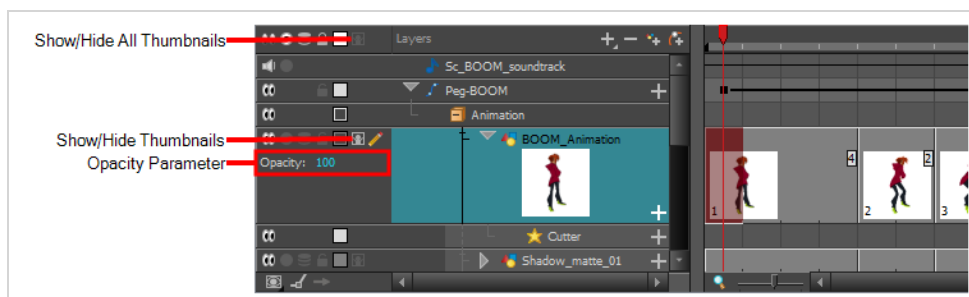 Show/Hide All Thumbnails
Layers
Sc_BOOM_soundtrack
Peg-BOOM
Animation
Show/Hide Thumbnails
BOOM_Animation
Opacity Parameter
Opacity: 100
4
2
1
2
3
Cutter
Shadow_matte_01